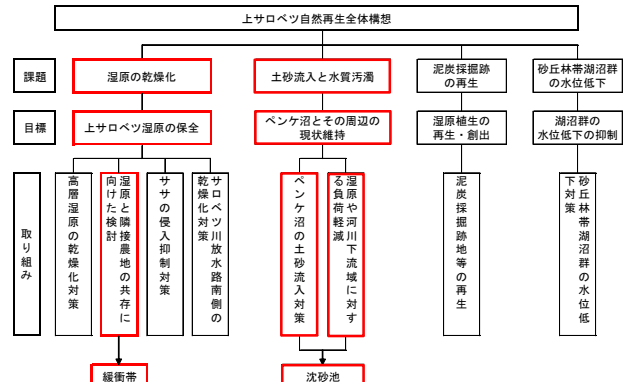 上サロベツ自然再生全体構想
課題
湿原の乾燥化
土砂流入と水質汚濁
泥炭採掘跡
の再生
砂丘林帯湖沼群
の水位低下
目標
上サロベツ湿原の保全
ペンケ沼とその周辺の
現状維持
湿原植生の
再生・創出
湖沼群の
水位低下の抑制
取り組み
高層湿原の乾燥化対策
湿原と隣接農地の共存に
向けた検討
ササの侵入抑制対策
サロベツ川放水路南側の
乾燥化対策
ペンケ沼の土砂流入対策
湿原や河川下流域に対す
る負荷軽減
泥炭採掘跡地等の再生
砂丘林帯湖沼群の水位低
下対策
緩衝帯
沈砂池